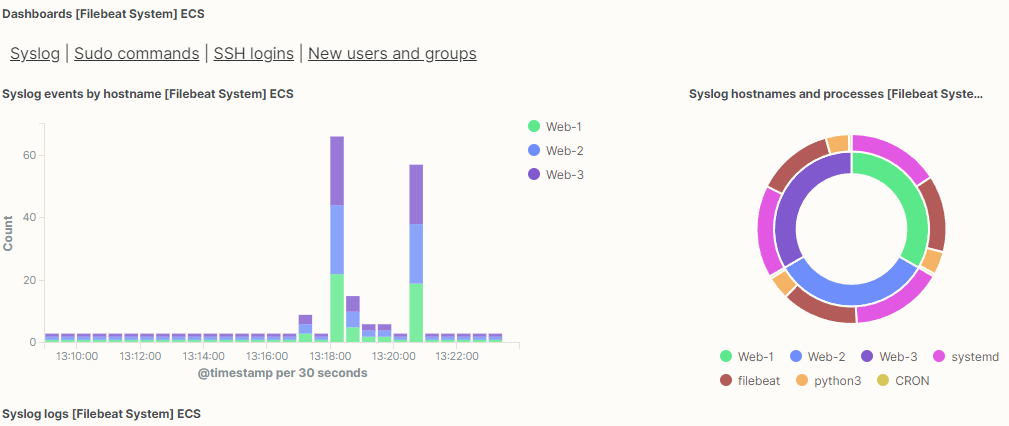 Dashboards [Filebeat System] ECS
Syslog | Sudo commands | SSH logins | New users and groups
Syslog events by hostname [Filebeat System] ECS
Count
60
40
20
0
13:10:00 13:12:00 13:14:00 13:16:00 13:18:00 13:20:00 13:22:00
@timestamp per 30 seconds
Web-1
Web-2
Web-3
Syslog hostnames and processes [Filebeat Syste...
Web-1 Web-2 Web-3 systemd
filebeat python3 CRON
Syslog logs [Filebeat System] ECS